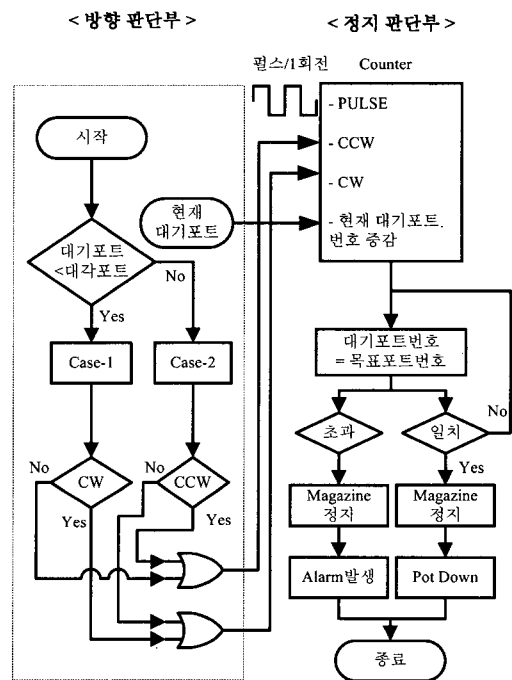 < 방향 판단부 >
시작
대기포트
<대각포트
No
Yes
Case-1
Case-2
No
CW
Yes
No
CCW
Yes
< 정지 판단부 >
펄스/1회전
Counter
- PULSE
- CCW
- CW
- 현재 대기포트.
번호 증감
현재
대기포트
대기포트번호
= 목표포트번호
초과
일치
No
Yes
Magazine
정지
Magazine
정지
Alarm발생
Pot Down
종료